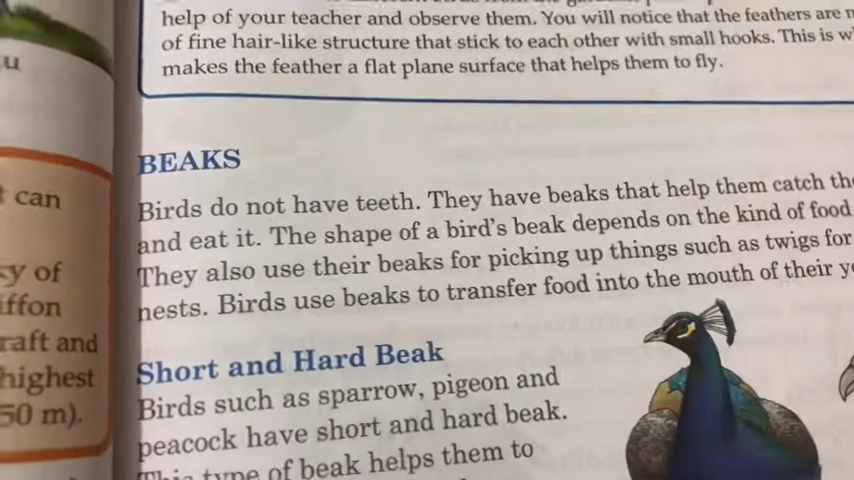 help of your teacher and observe them. You will notice that the feathers are
of fine hair-like structure that stick to each other with small hooks. This is
makes the feather a flat plane surface that helps them to fly.
BEAKS
Birds do not have teeth. They have beaks that help them catch
and eat it. The shape of a bird's beak depends on the kind of food
They also use their beaks for picking up things such as twigs for
nests. Birds use beaks to transfer food into the mouth of their
Short and Hard Beak
Birds such as sparrow, pigeon and
peacock have short and hard beak.
This type of beak helps them to
can
of
raft and
highest
50 m).